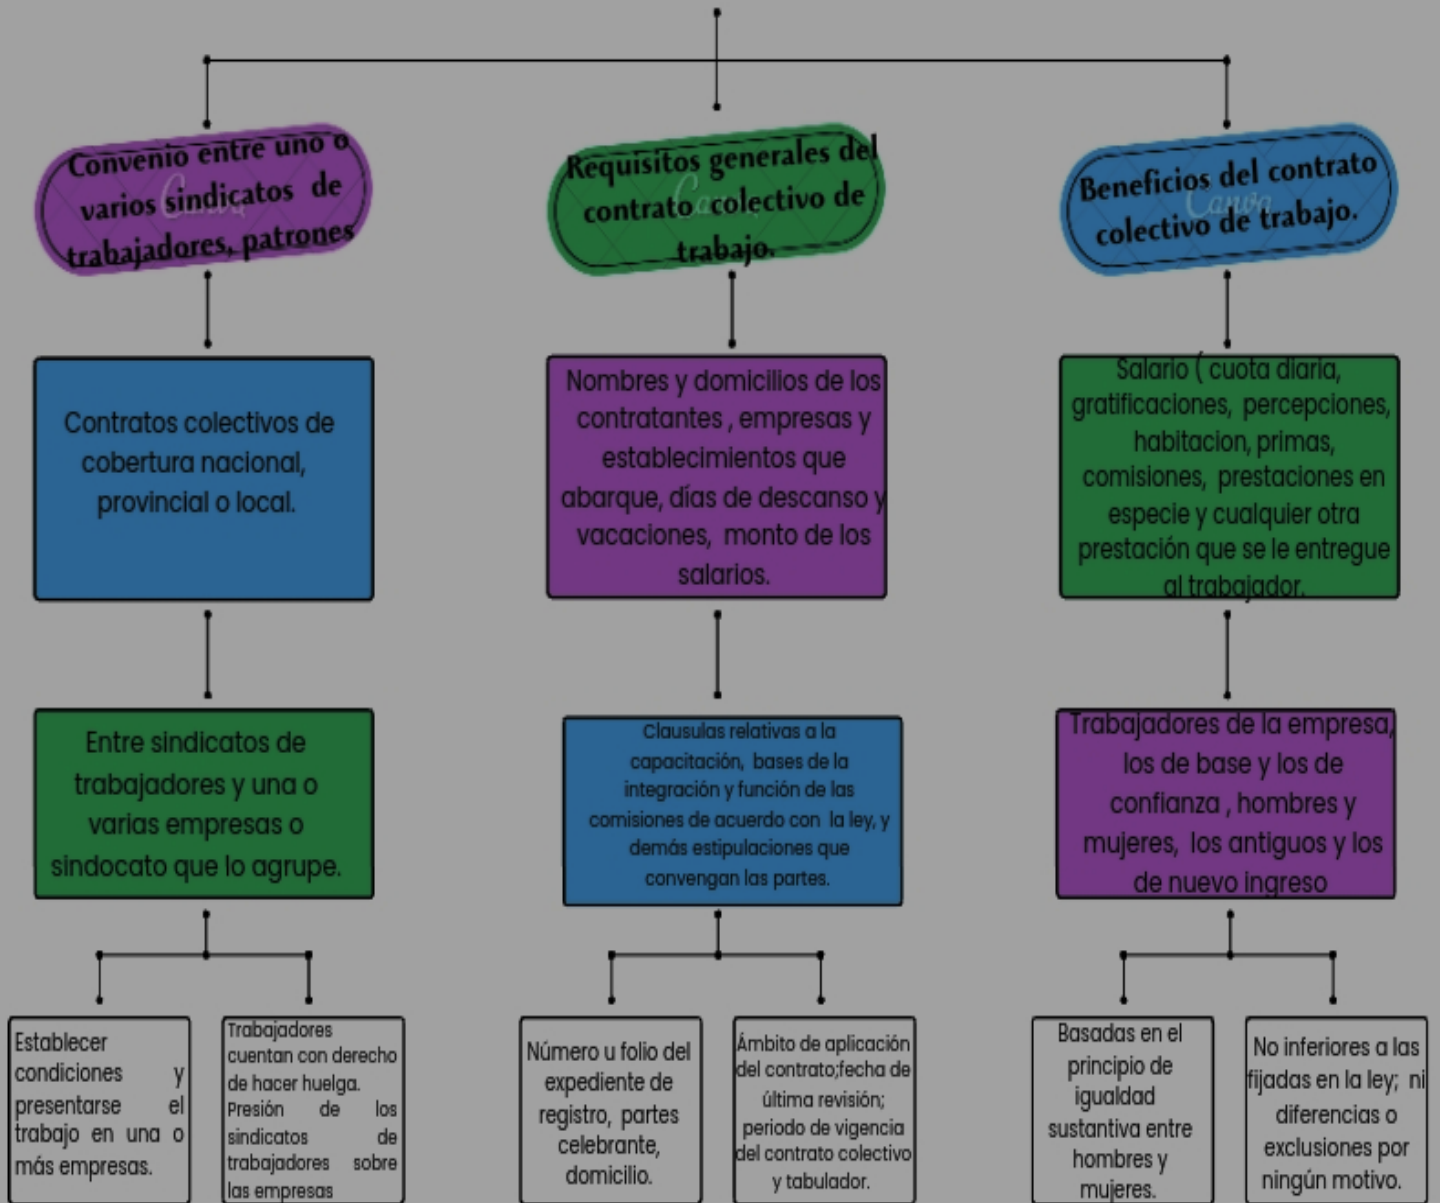 Convenio entre uno o
varios sindicatos de
trabajadores, patrones
Canva
Requisitos generales del
contrato colectivo de
trabajo.
Canva
Beneficios del contrato
colectivo de trabajo.
Canva
Contratos colectivos de
cobertura nacional,
provincial o local.
Nombres y domicilios de los
contratantes , empresas y
establecimientos que
abarque, días de descanso y
vacaciones, monto de los
salarios.
Salario ( cuota diaria,
gratificaciones, percepciones,
habitacion, primas,
comisiones, prestaciones en
especie y cualquier otra
prestación que se le entregue
al trabajador.
Entre sindicatos de
trabajadores y una o
varias empresas o
sindocato que lo agrupe.
Clausulas relativas a la
capacitación, bases de la
integración y función de las
comisiones de acuerdo con la ley, y
demás estipulaciones que
convengan las partes.
Trabajadores de la empresa,
los de base y los de
confianza , hombres y
mujeres, los antiguos y los
de nuevo ingreso
Establecer
condiciones y
presentarse el
trabajo en una o
más empresas.
Trabajadores
cuentan con derecho
de hacer huelga.
Presión de los
sindicatos de
trabajadores sobre
las empresas
Número u folio del
expediente de
registro, partes
celebrante,
domicilio.
Ámbito de aplicación
del contrato;fecha de
última revisión;
periodo de vigencia
del contrato colectivo
y tabulador.
Basadas en el
principio de
igualdad
sustantiva entre
hombres y
mujeres.
No inferiores a las
fijadas en la ley; ni
diferencias o
exclusiones por
ningún motivo.